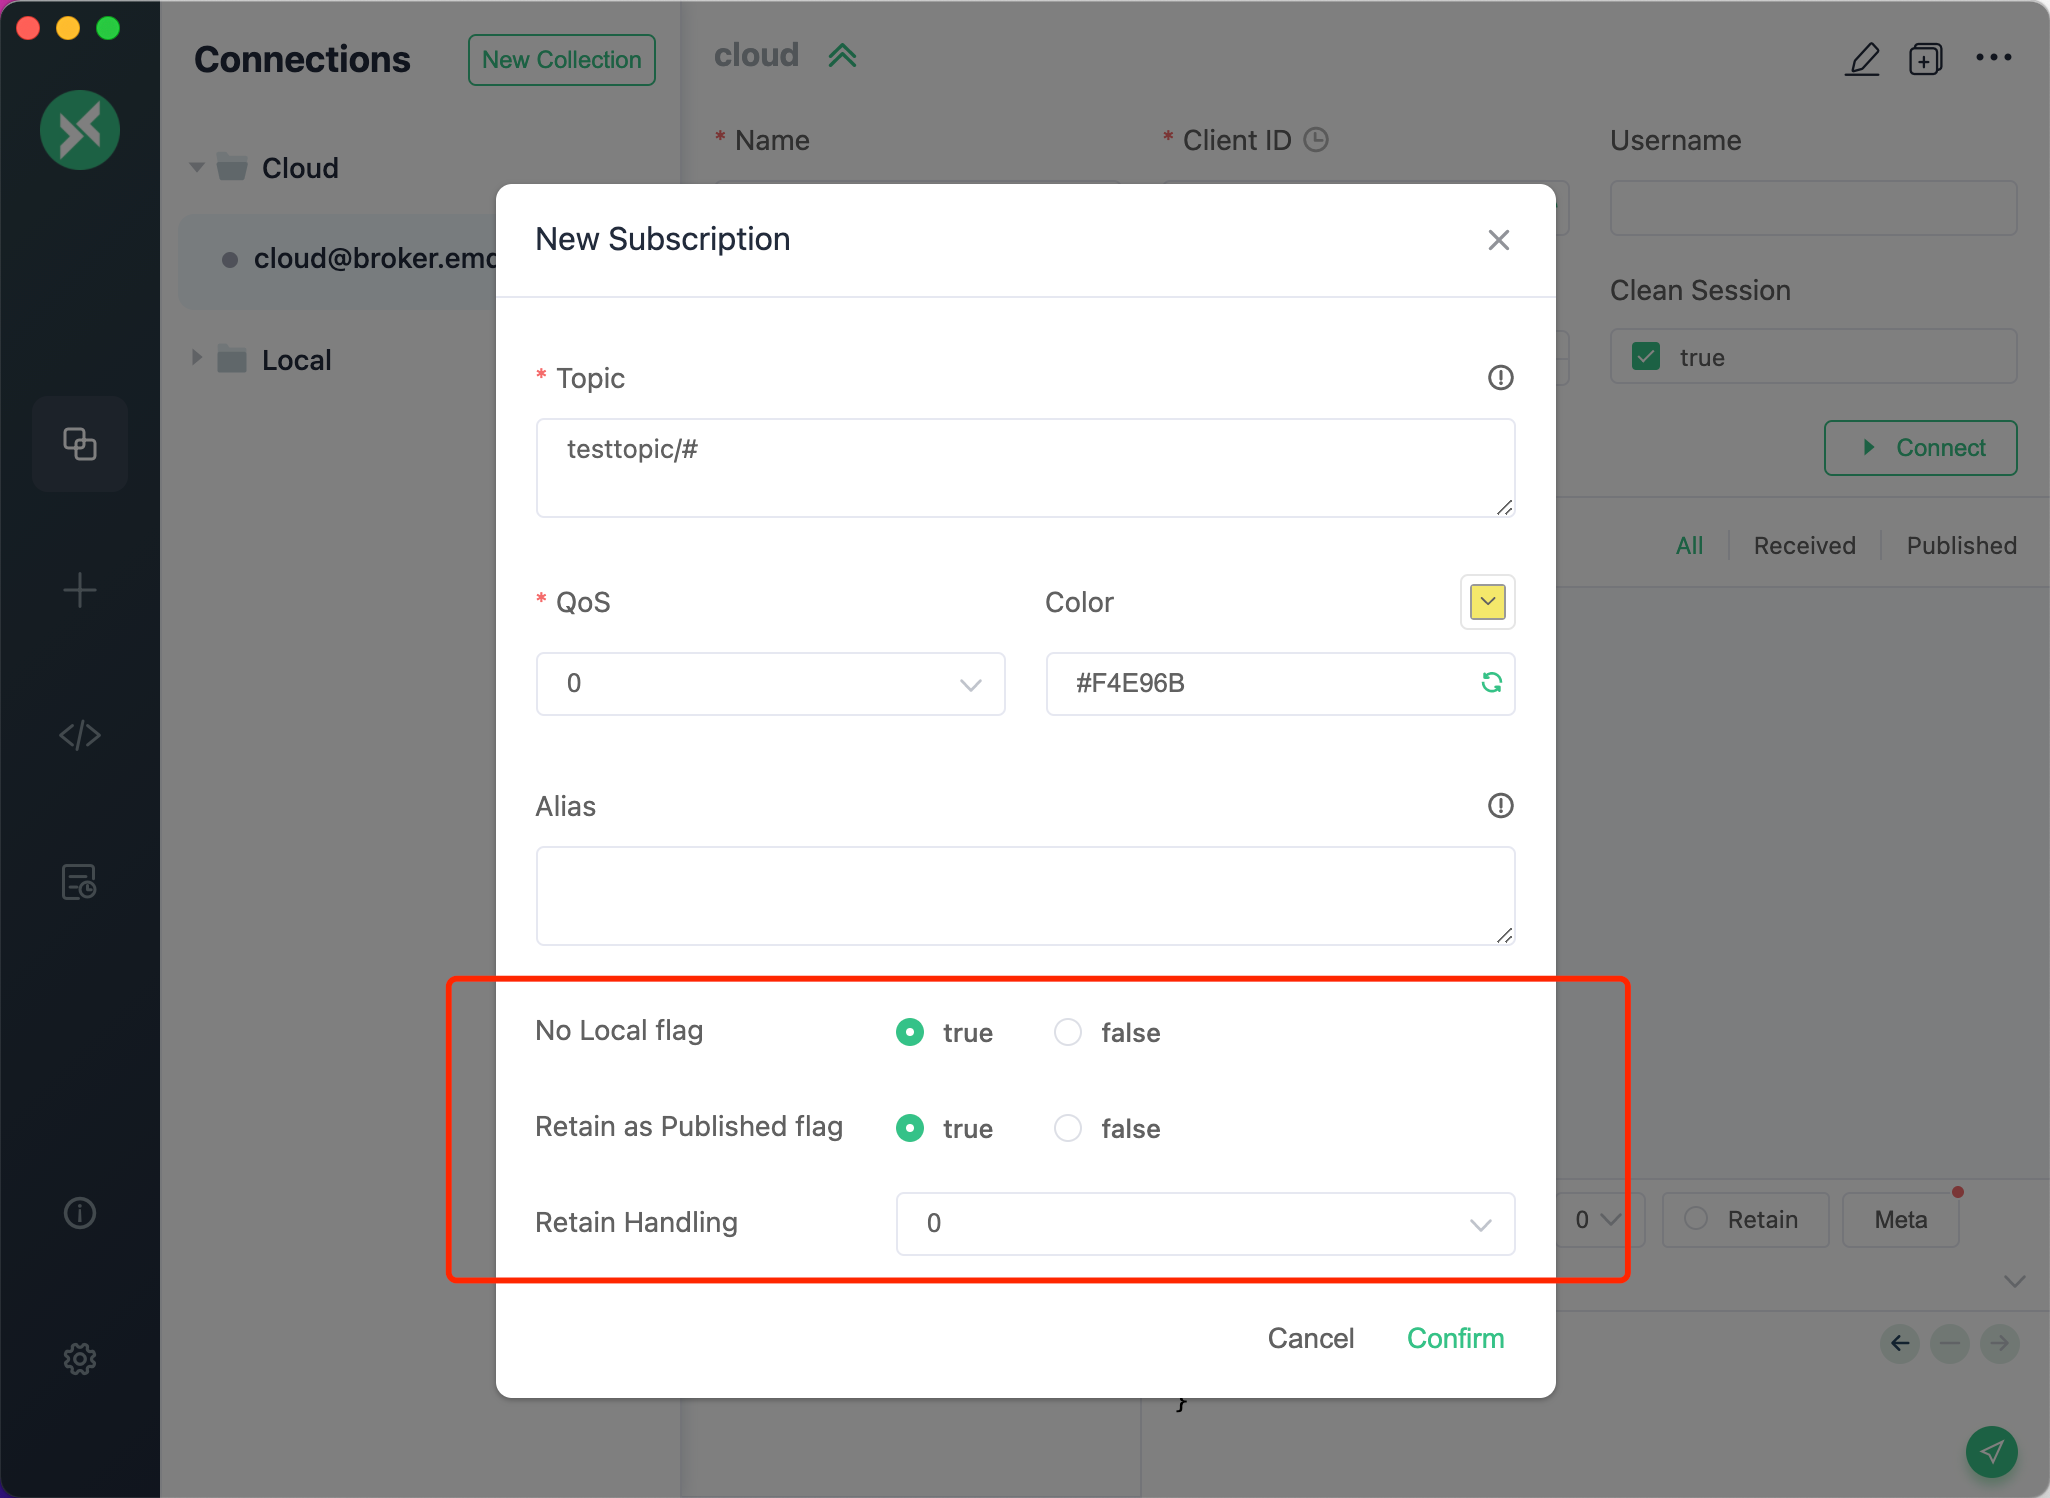 Connections
New Collection
cloud
* Name
* Client ID
Username
Cloud
cloud@broker.em
Local
Clean Session
true
Connect
All
Received
Published
New Subscription
* Topic
testtopic/#
* QoS
Color
0
#F4E96B
Alias
No Local flag
true
false
Retain as Published flag
true
false
Retain Handling
0
Cancel
Confirm
0
Retain
Meta
}